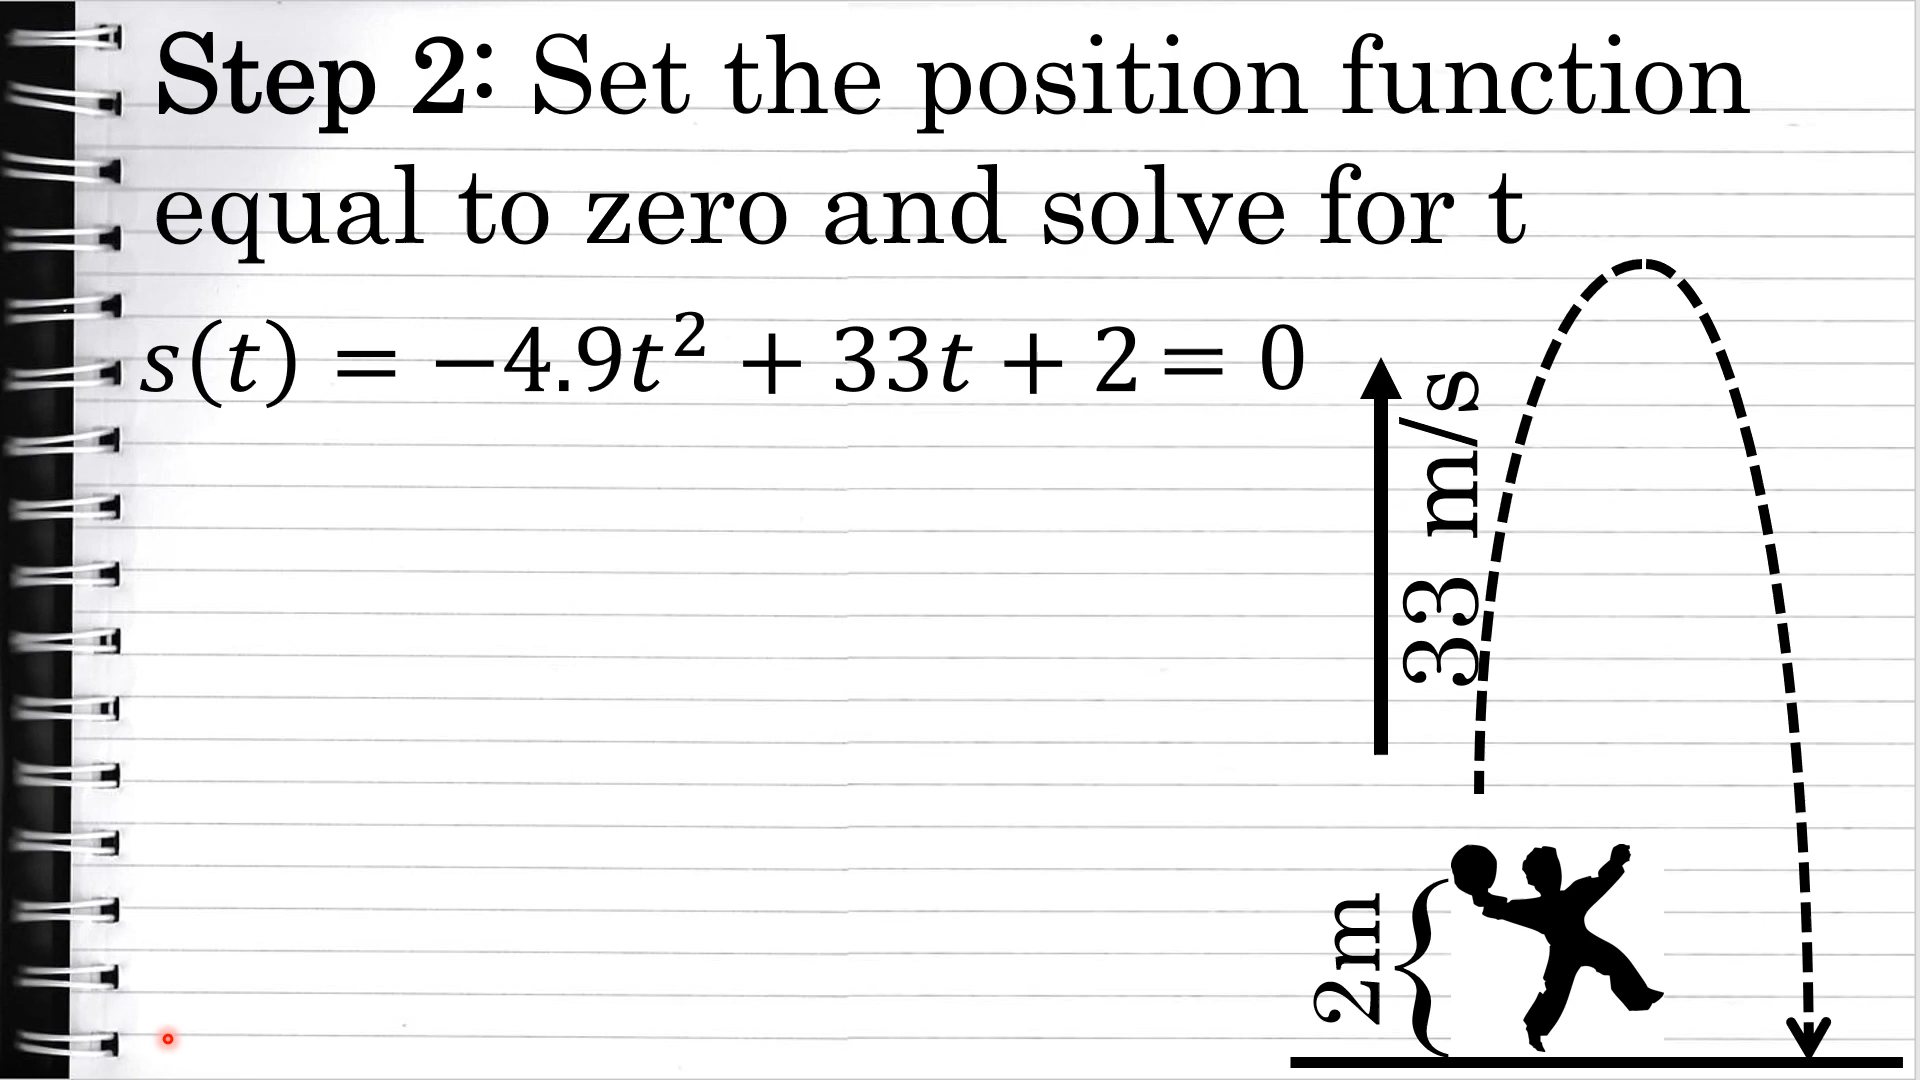 Step 2: Set the position function
equal to zero and solve for t
s(t) = −4.9t² + 33t + 2 = 0
33 m/s
2m